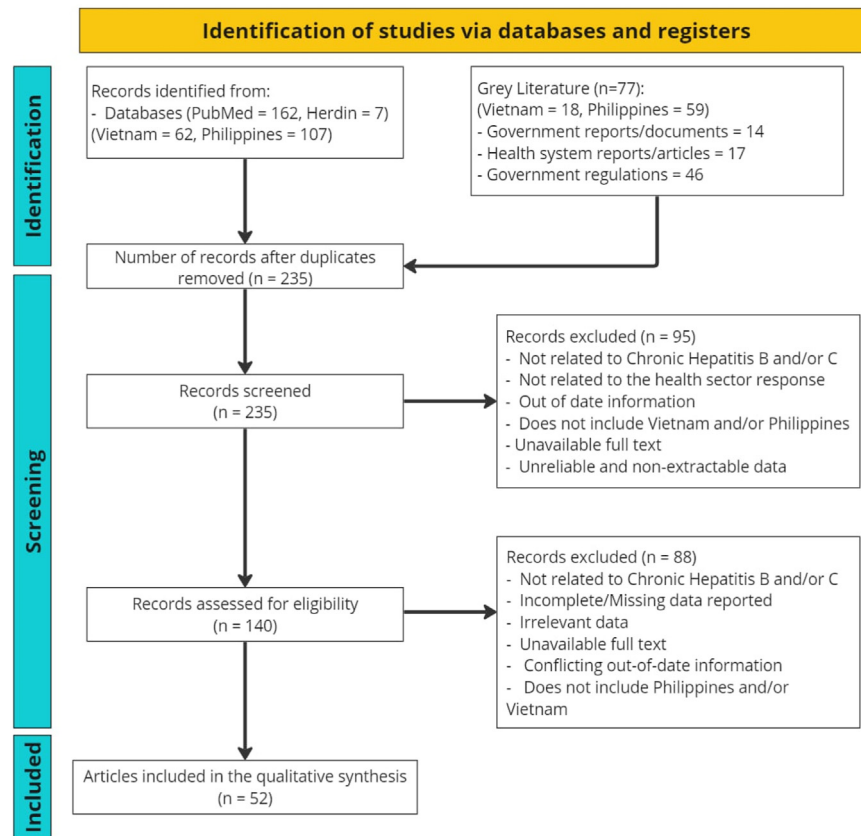 Identification of studies via databases and registers
Identification
Records identified from:
- Databases (PubMed = 162, Herdin = 7)
(Vietnam = 62, Philippines = 107)
Grey Literature (n=77):
(Vietnam = 18, Philippines = 59)
- Government reports/documents = 14
- Health system reports/articles = 17
- Government regulations = 46
Number of records after duplicates
removed (n = 235)
Screening
Records screened
(n = 235)
Records excluded (n = 95)
- Not related to Chronic Hepatitis B and/or C
- Not related to the health sector response
- Out of date information
- Does not include Vietnam and/or Philippines
- Unavailable full text
- Unreliable and non-extractable data
Records assessed for eligibility
(n = 140)
Records excluded (n = 88)
- Not related to Chronic Hepatitis B and/or C
- Incomplete/Missing data reported
- Irrelevant data
- Unavailable full text
- Conflicting out-of-date information
- Does not include Philippines and/or
Vietnam
Included
Articles included in the qualitative synthesis
(n = 52)